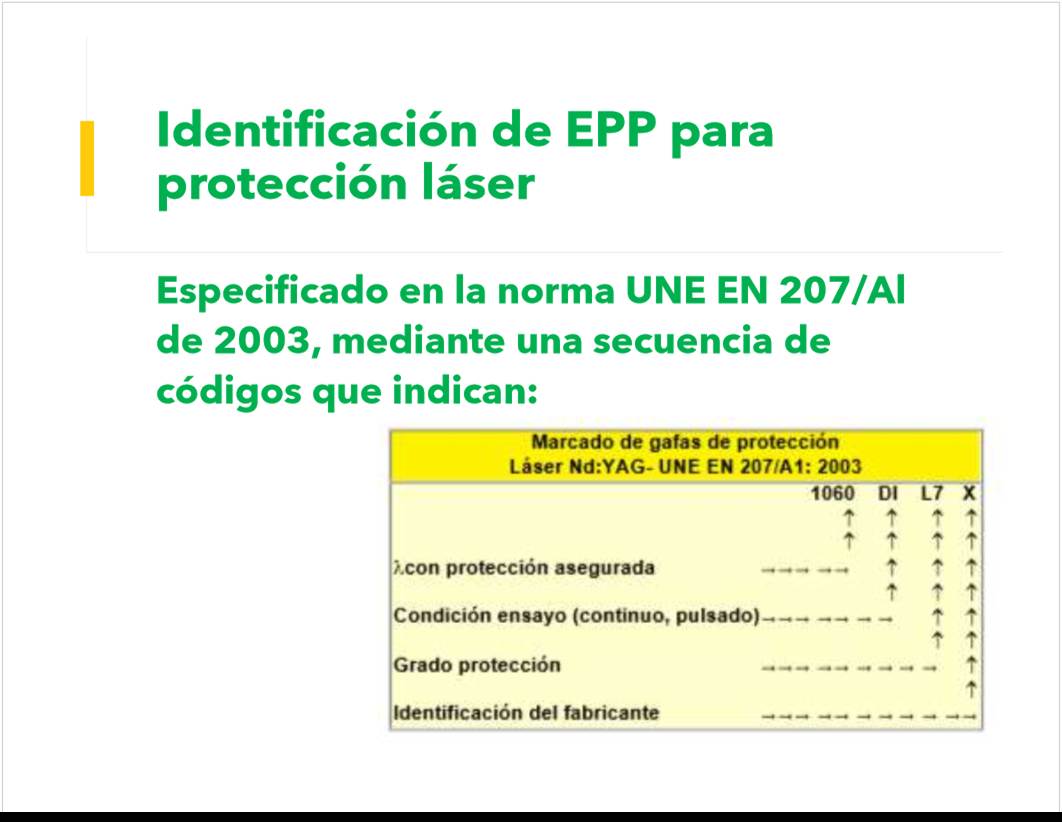 Identificación de EPP para
protección láser
Especificado en la norma UNE EN 207/Al
de 2003, mediante una secuencia de
códigos que indican:
Marcado de gafas de protección
Láser Nd:YAG- UNE EN 207/A1: 2003
1060 DI L7 X
λcon protección asegurada
Condición ensayo (continuo, pulsado)
Grado protección
Identificación del fabricante